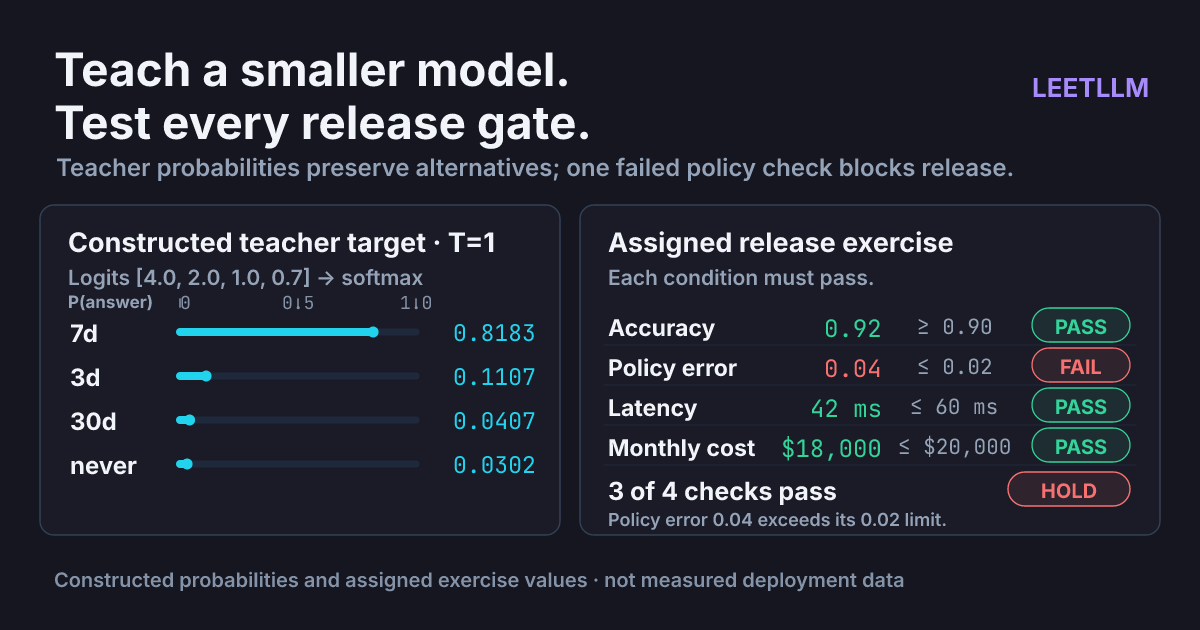 Teach a smaller model.
Test every release gate.
LEETLLM
Teacher probabilities preserve alternatives; one failed policy check blocks release.
Constructed teacher target · T=1
Logits [4.0, 2.0, 1.0, 0.7] → softmax
P(answer) 0 0.5 1.0
7d 0.8183
3d 0.1107
30d 0.0407
never 0.0302
Assigned release exercise
Each condition must pass.
Accuracy 0.92 ≥ 0.90 PASS
Policy error 0.04 ≤ 0.02 FAIL
Latency 42 ms ≤ 60 ms PASS
Monthly cost $18,000 ≤ $20,000 PASS
3 of 4 checks pass HOLD
Policy error 0.04 exceeds its 0.02 limit.
Constructed probabilities and assigned exercise values · not measured deployment data